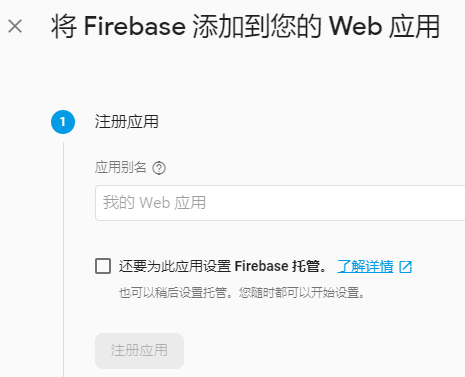 将 Firebase 添加到您的 Web 应用
1 注册应用
应用别名
我的 Web 应用
还要为此应用设置 Firebase 托管。 了解详情
也可以稍后设置托管。您随时都可以开始设置。
注册应用